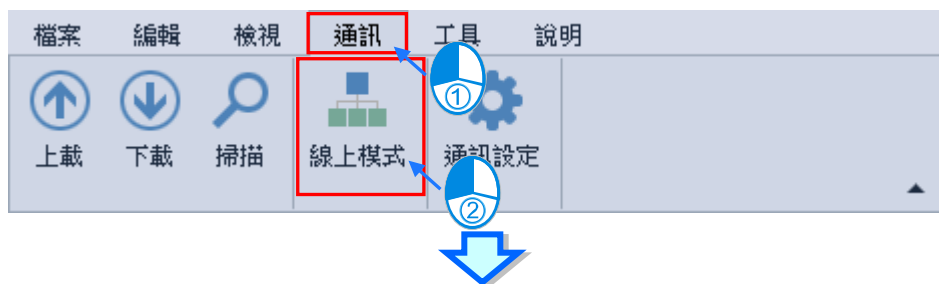 檔案 編輯 檢視 通訊 工具 說明
①
上載 下載 掃描 線上模式 通訊設定
②